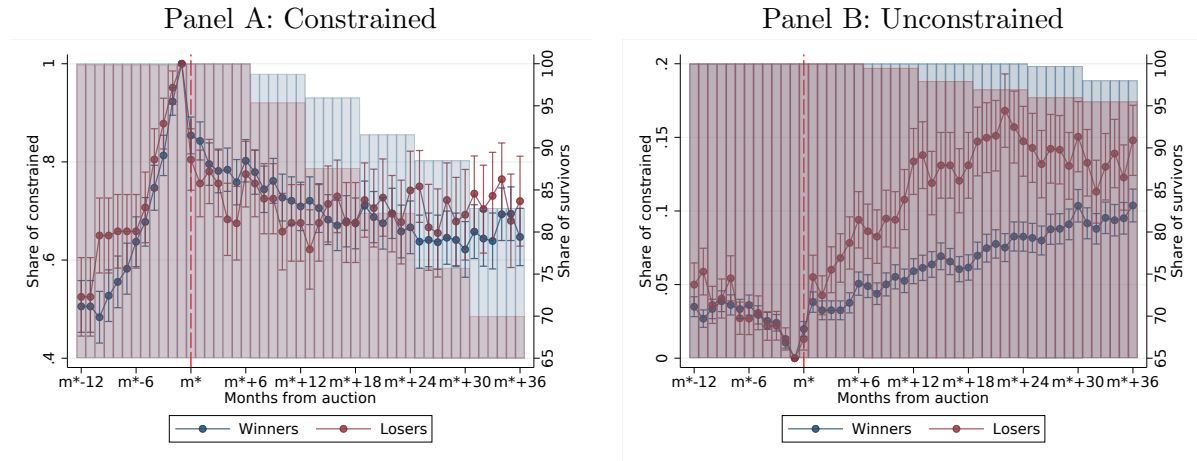 Panel A: Constrained
Panel B: Unconstrained
Share of constrained
1
.8
.6
.4
100
95
90
85
80
75
70
65
Share of survivors
m*-12 m*-6 m* m*+6 m*+12 m*+18 m*+24 m*+30 m*+36
Months from auction
Winners Losers
Share of constrained
.2
.15
.1
.05
0
100
95
90
85
80
75
70
65
Share of survivors
m*-12 m*-6 m* m*+6 m*+12 m*+18 m*+24 m*+30 m*+36
Months from auction
Winners Losers